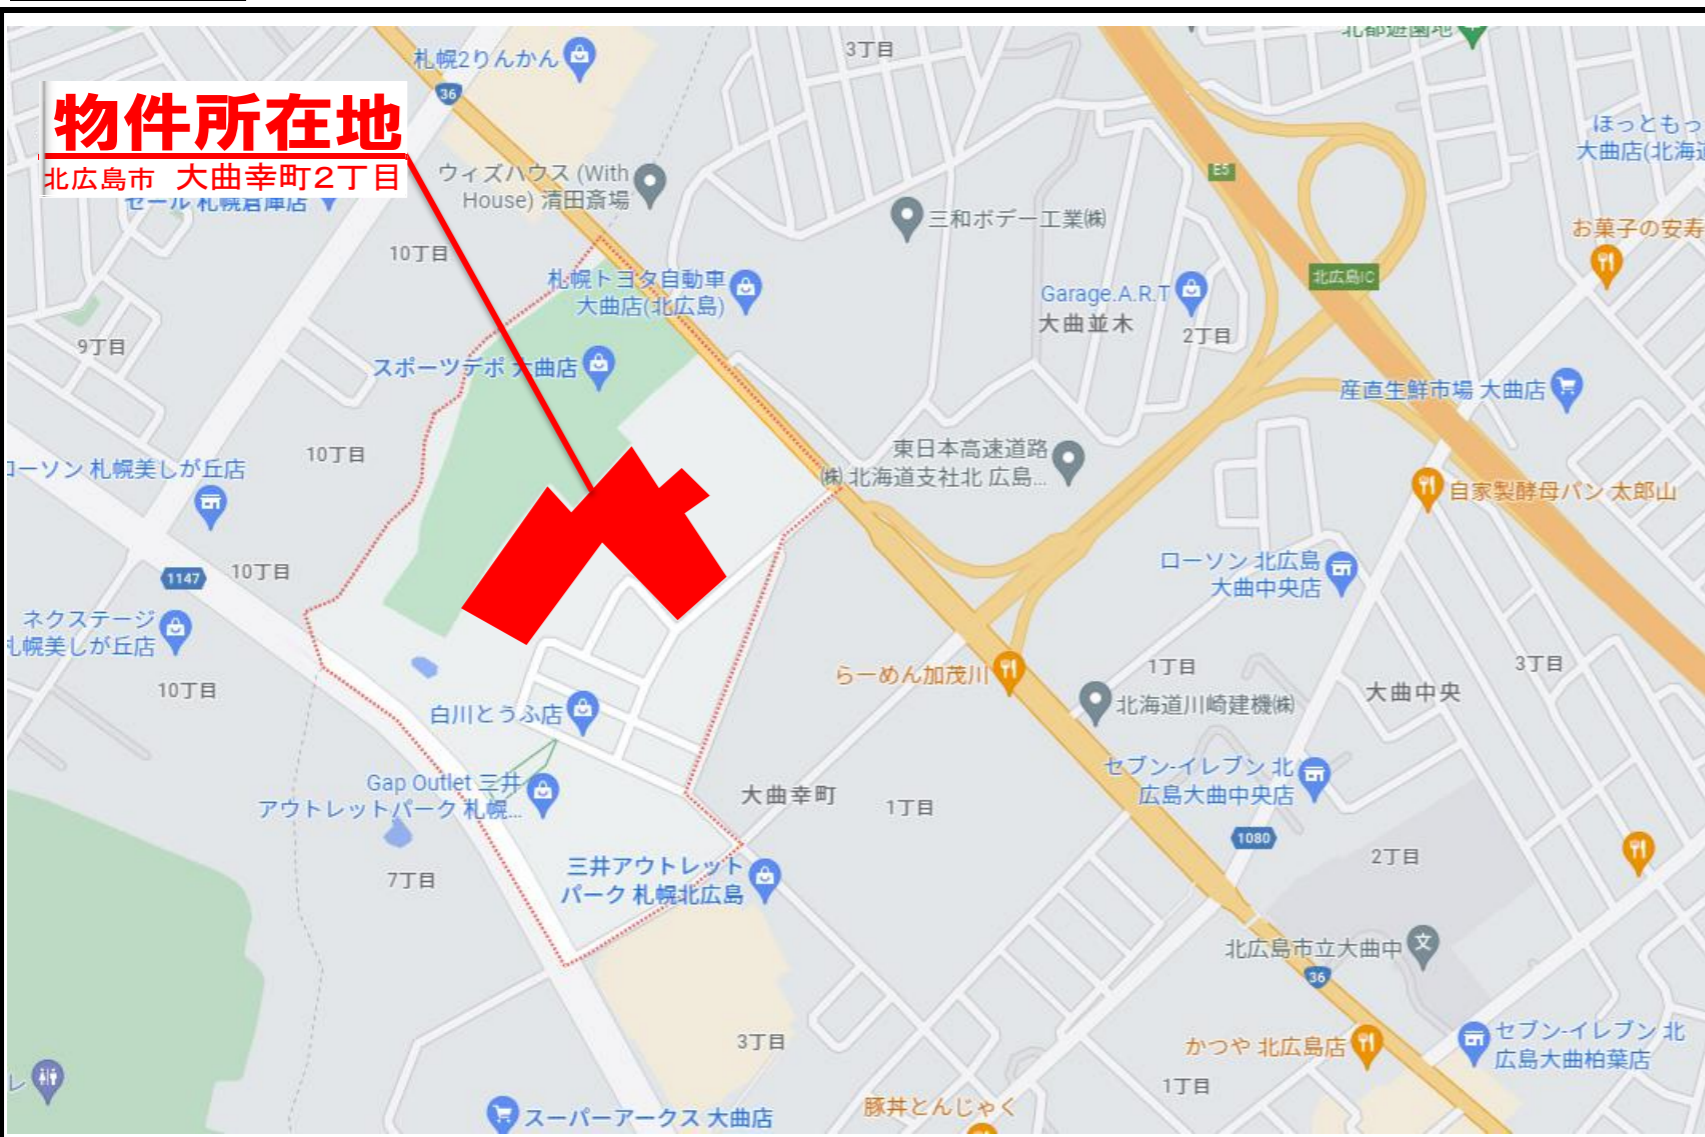 札幌2りんかん
3丁目
36
物件所在地
北広島市 大曲幸町2丁目
セール 札幌倉庫店
ウィズハウス (With
House) 清田斎場
E5
三和ボデー工業㈱
大曲店(北海道
お菓子の安寿
10丁目
札幌トヨタ自動車
大曲店(北広島)
Garage.A.R.T
大曲並木
2丁目
北広島IC
9丁目
スポーツデポ 大曲店
産直生鮮市場 大曲店
10丁目
東日本高速道路
㈱ 北海道支社北 広島...
ローソン 札幌美しが丘店
自家製酵母パン 太郎山
1147
10丁目
ローソン 北広島
大曲中央店
ネクステージ
札幌美しが丘店
10丁目
らーめん加茂川
1丁目
3丁目
大曲中央
北海道川崎建機㈱
白川とうふ店
Gap Outlet 三井
アウトレットパーク 札幌...
セブン-イレブン 北
広島大曲中央店
大曲幸町
1丁目
1080
2丁目
三井アウトレット
パーク 札幌北広島
7丁目
北広島市立大曲中
36
3丁目
かつや 北広島店
セブン-イレブン 北
広島大曲柏葉店
1丁目
レ
スーパーアークス 大曲店
豚丼とんじゃく